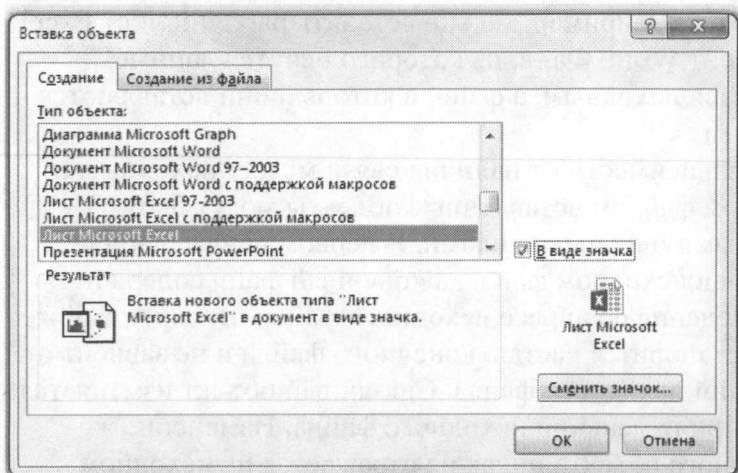 Вставка объекта
Создание
Создание из файла
Тип объекта:
Диаграмма Microsoft Graph
Документ Microsoft Word
Документ Microsoft Word 97–2003
Документ Microsoft Word с поддержкой макросов
Лист Microsoft Excel 97-2003
Лист Microsoft Excel с поддержкой макросов
Лист Microsoft Excel
Презентация Microsoft PowerPoint
В виде значка
Результат
Вставка нового объекта типа "Лист
Microsoft Excel" в документ в виде значка.
Лист Microsoft
Excel
Сменить значок...
ОК
Отмена